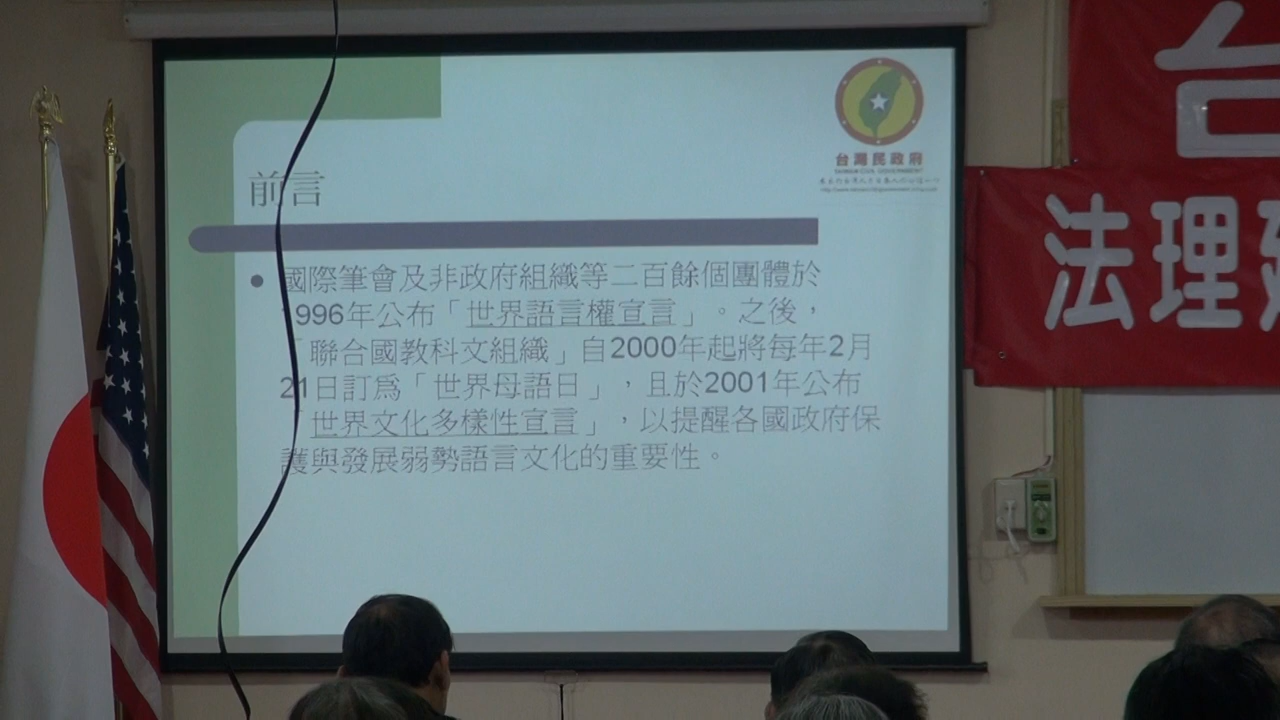 台灣民政府
TAIWAN CIVIL GOVERNMENT
前言
國際筆會及非政府組織等二百餘個團體於
1996年公布「世界語言權宣言」。之後，
「聯合國教科文組織」自2000年起將每年2月
21日訂為「世界母語日」，且於2001年公布
「世界文化多樣性宣言」，以提醒各國政府保
護與發展弱勢語言文化的重要性。
台
法理